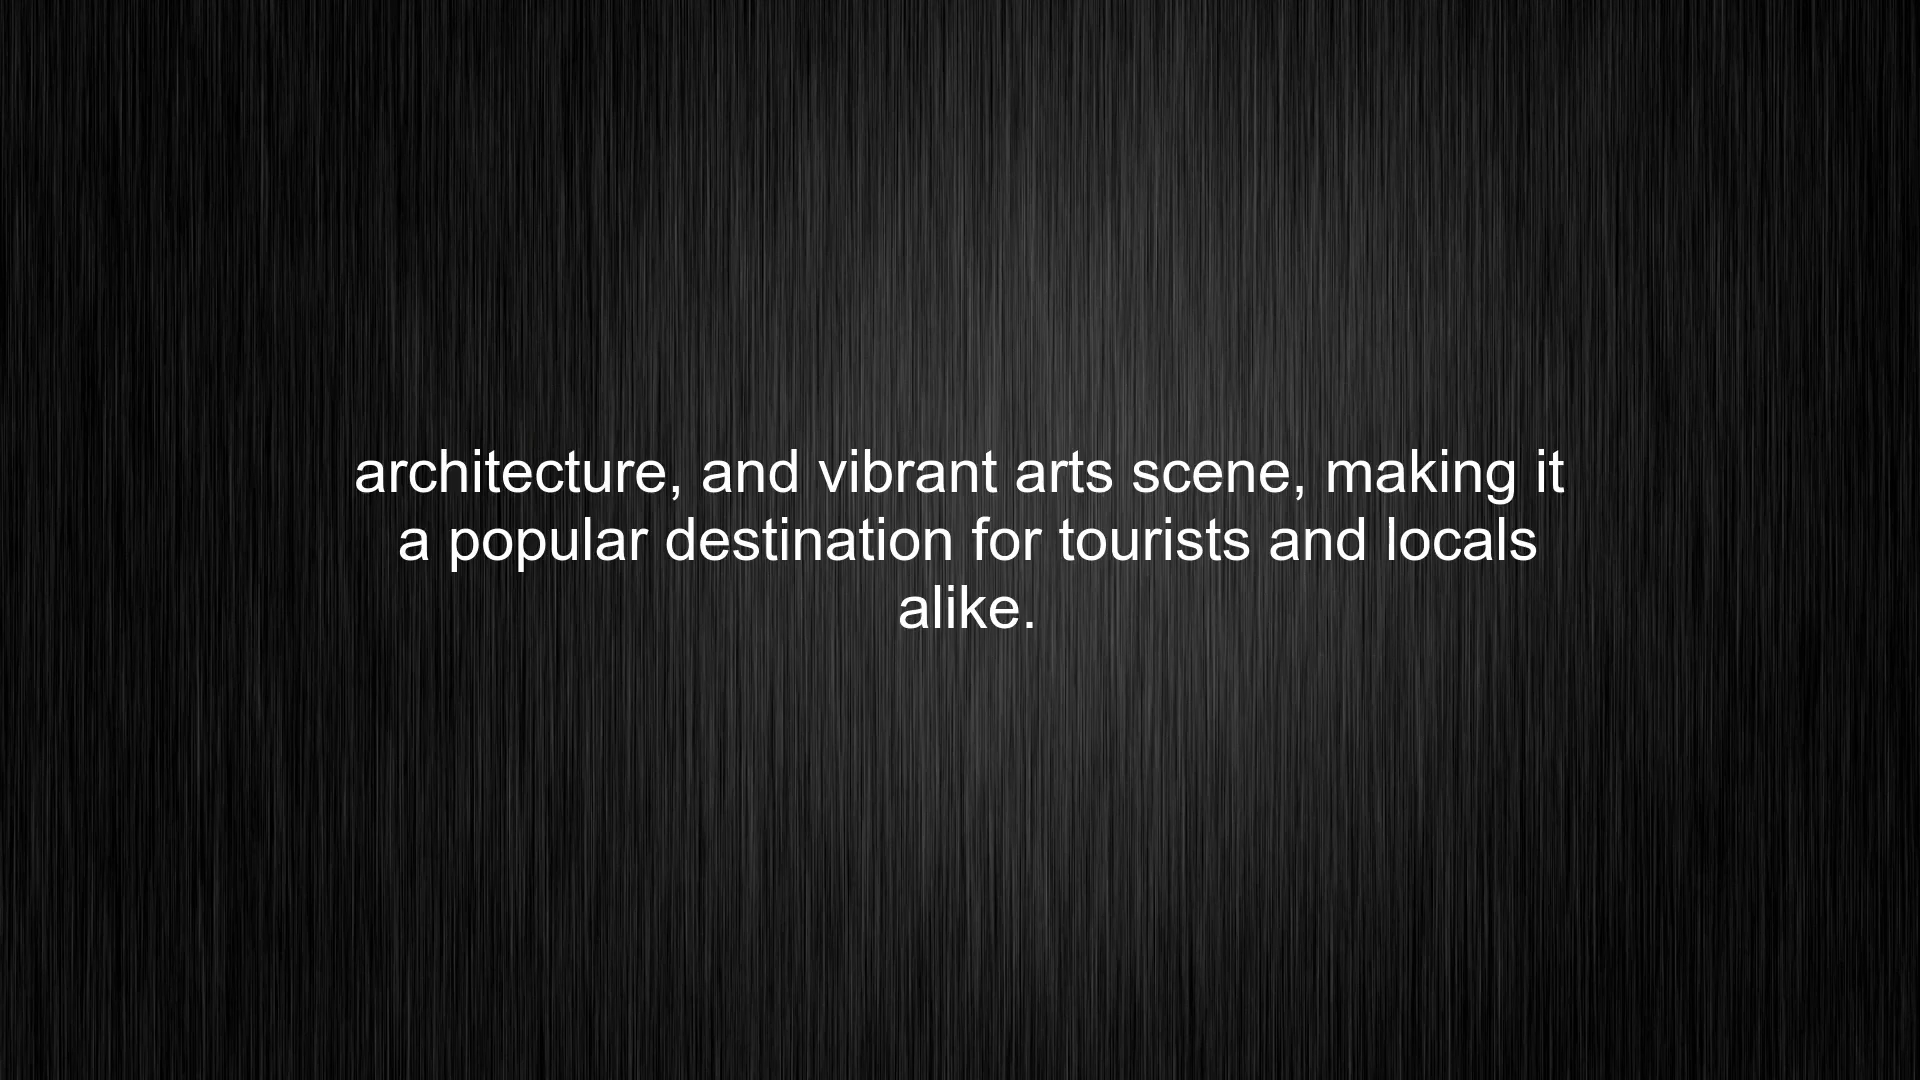 architecture, and vibrant arts scene, making it
a popular destination for tourists and locals
alike.